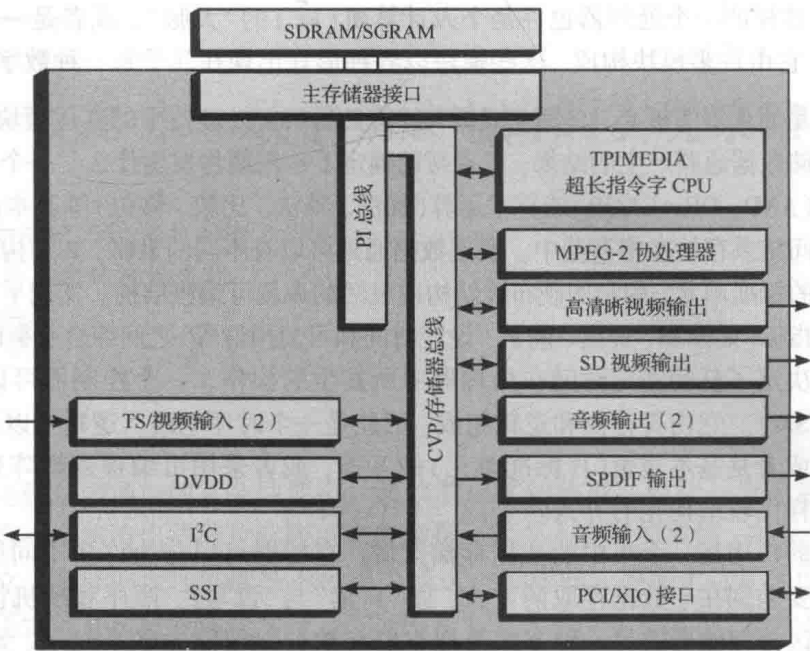 SDRAM/SGRAM
主存储器接口
PI 总线
CVP/存储器总线
TPIMEDIA
超长指令字 CPU
MPEG-2 协处理器
高清晰视频输出
SD 视频输出
音频输出（2）
SPDIF 输出
音频输入（2）
PCI/XIO 接口
TS/视频输入（2）
DVDD
I²C
SSI